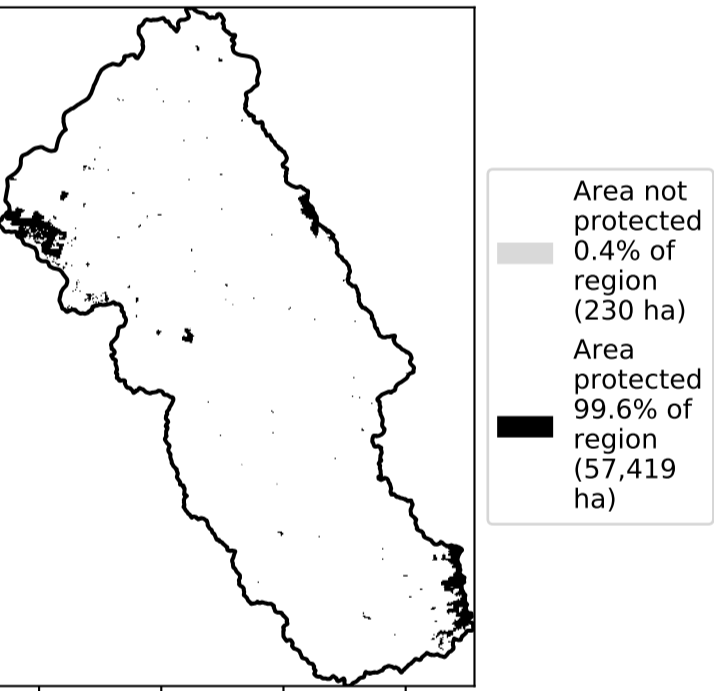 Area not
protected
0.4% of
region
(230 ha)
Area
protected
99.6% of
region
(57,419
ha)